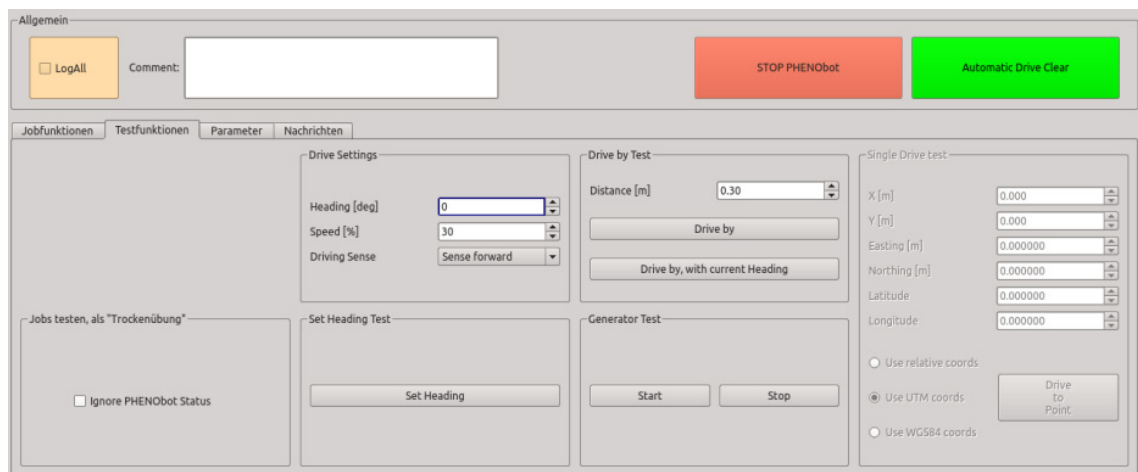 Allgemein
LogAll
Comment:
STOP PHENObot
Automatic Drive Clear
Jobfunktionen
Testfunktionen
Parameter
Nachrichten
Drive Settings
Heading [deg] 0
Speed [%] 30
Driving Sense Sense forward
Drive by Test
Distance [m] 0.30
Drive by
Drive by, with current Heading
Single Drive test
X [m] 0.000
Y [m] 0.000
Easting [m] 0.000000
Northing [m] 0.000000
Latitude 0.000000
Longitude 0.000000
Use relative coords
Use UTM coords
Use WGS84 coords
Drive
to
Point
Jobs testen, als "Trockenübung"
Ignore PHENObot Status
Set Heading Test
Set Heading
Generator Test
Start
Stop